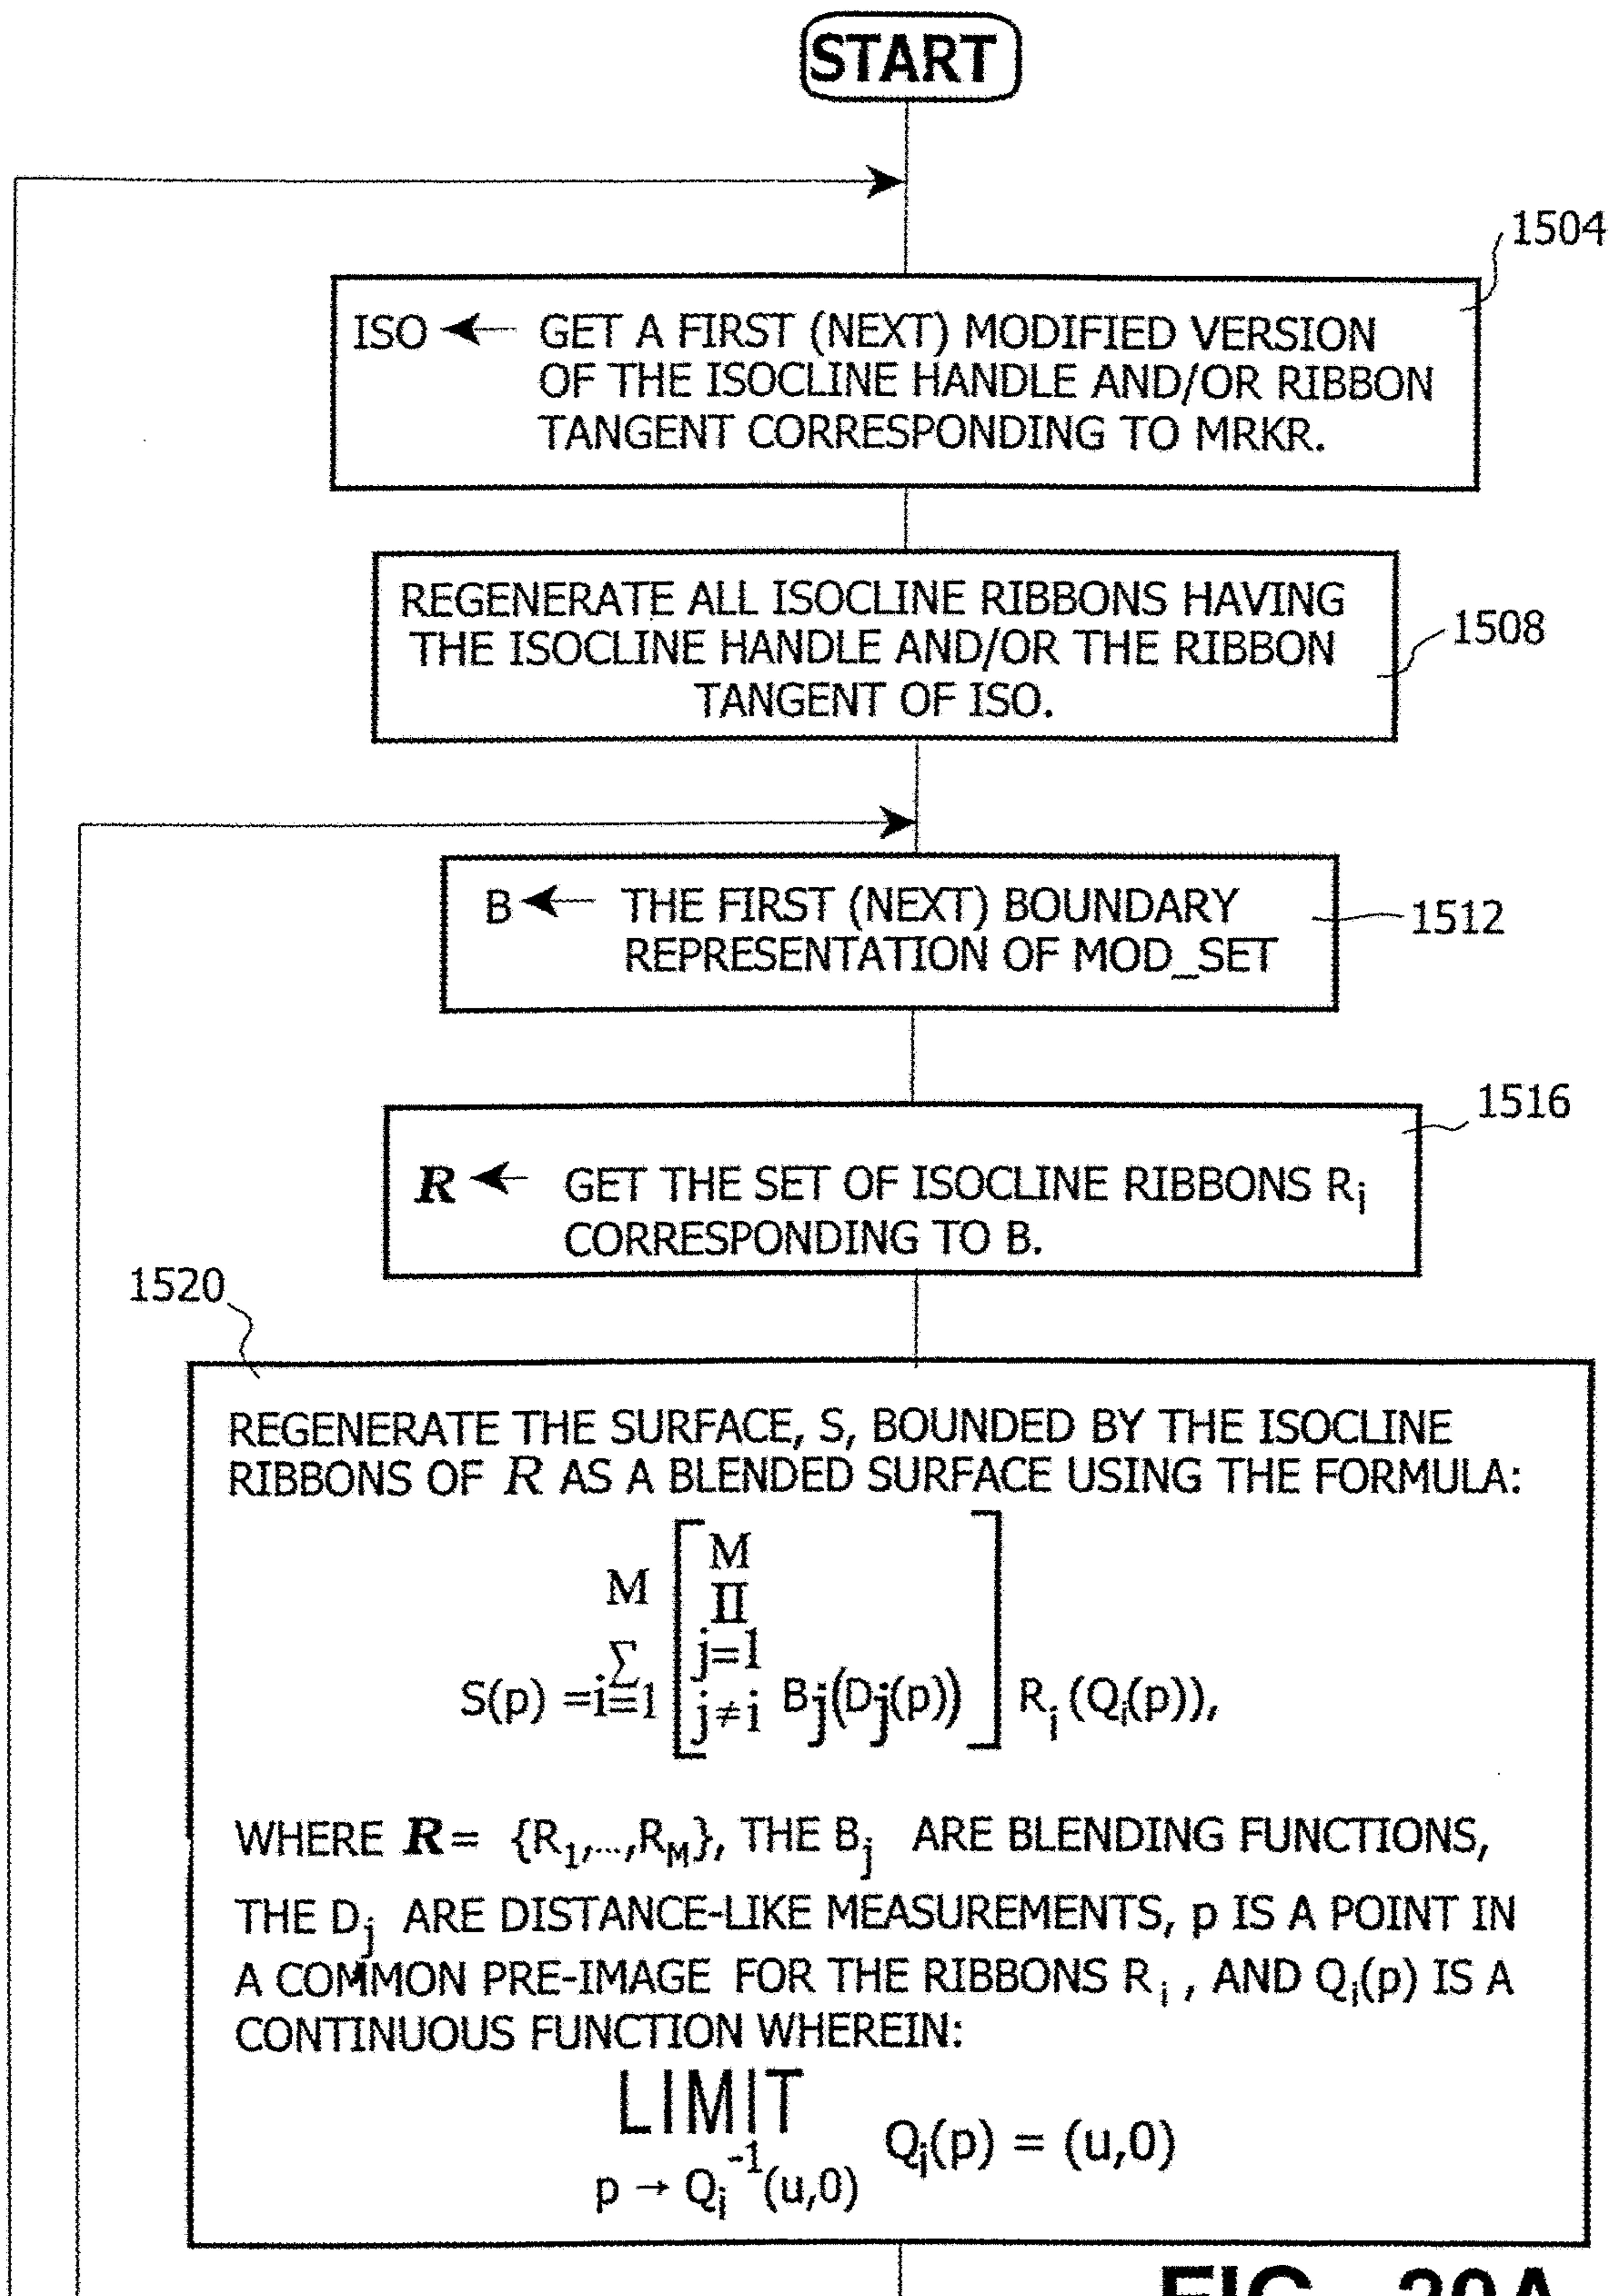 START
1504
ISO ← GET A FIRST (NEXT) MODIFIED VERSION
OF THE ISOCLINE HANDLE AND/OR RIBBON
TANGENT CORRESPONDING TO MRKR.
REGENERATE ALL ISOCLINE RIBBONS HAVING
THE ISOCLINE HANDLE AND/OR THE RIBBON
TANGENT OF ISO.
1508
B ← THE FIRST (NEXT) BOUNDARY
REPRESENTATION OF MOD_SET
1512
1516
R ← GET THE SET OF ISOCLINE RIBBONS Rᵢ
CORRESPONDING TO B.
1520
REGENERATE THE SURFACE, S, BOUNDED BY THE ISOCLINE
RIBBONS OF R AS A BLENDED SURFACE USING THE FORMULA:
M M
∑ Π
j=1
S(p) = i=1 [ j≠i Bⱼ(Dⱼ(p)) ] Rᵢ (Qᵢ(p)),
WHERE R = {R₁,...,R_M}, THE Bⱼ ARE BLENDING FUNCTIONS,
THE Dⱼ ARE DISTANCE-LIKE MEASUREMENTS, p IS A POINT IN
A COMMON PRE-IMAGE FOR THE RIBBONS Rᵢ , AND Qᵢ(p) IS A
CONTINUOUS FUNCTION WHEREIN:
LIMIT
p → Qᵢ⁻¹(u,0) Qᵢ(p) = (u,0)
FIG. 20A